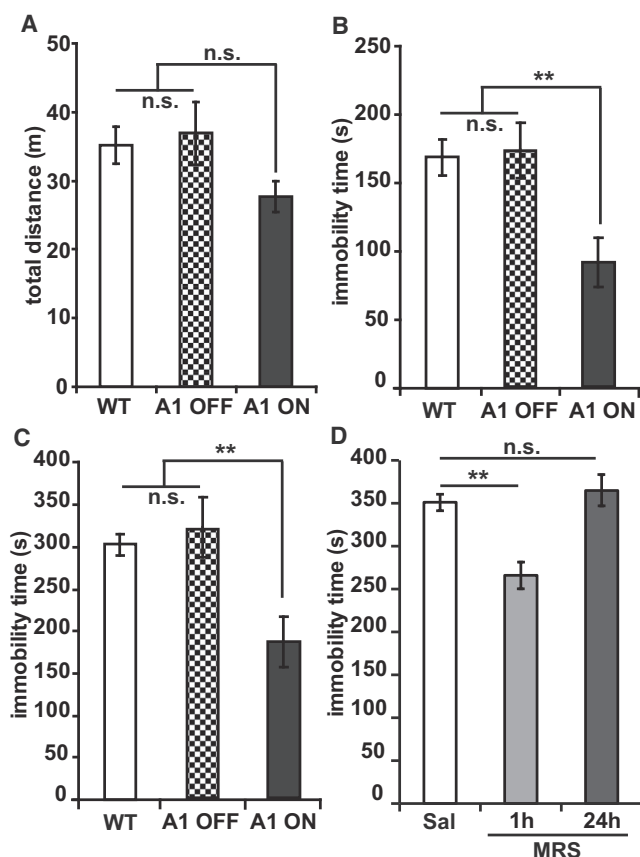 A
total distance (m)
50
40
30
20
10
0
n.s.
n.s.
WT A1 OFF A1 ON
B
immobility time (s)
250
200
150
100
50
0
**
n.s.
WT A1 OFF A1 ON
C
immobility time (s)
400
350
300
250
200
150
100
50
0
**
n.s.
WT A1 OFF A1 ON
D
immobility time (s)
400
350
300
250
200
150
100
50
0
n.s.
**
Sal 1h 24h
MRS